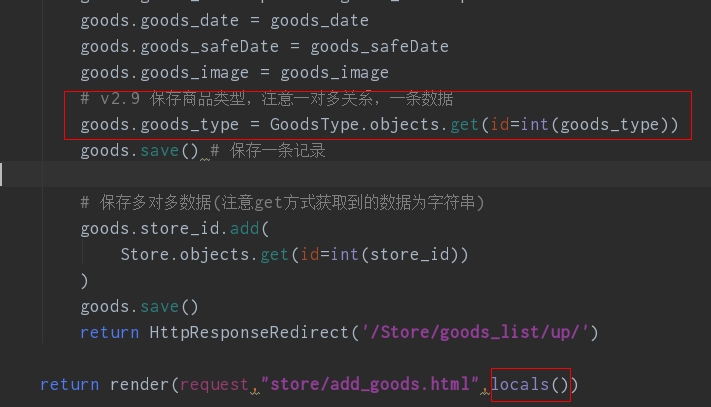 goods.goods_date = goods_date
goods.goods_safeDate = goods_safeDate
goods.goods_image = goods_image
# v2.9 保存商品类型，注意一对多关系，一条数据
goods.goods_type = GoodsType.objects.get(id=int(goods_type))
goods.save() # 保存一条记录
# 保存多对多数据(注意get方式获取到的数据为字符串)
goods.store_id.add(
Store.objects.get(id=int(store_id))
)
goods.save()
return HttpResponseRedirect('/Store/goods_list/up/')
return render(request,"store/add_goods.html",locals())